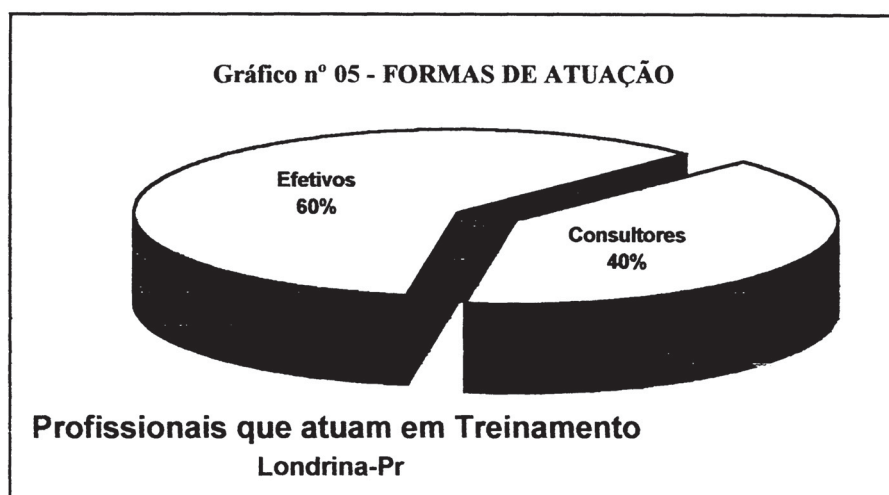 Gráfico nº 05 - FORMAS DE ATUAÇÃO
Efetivos
60%
Consultores
40%
Profissionais que atuam em Treinamento
Londrina-Pr